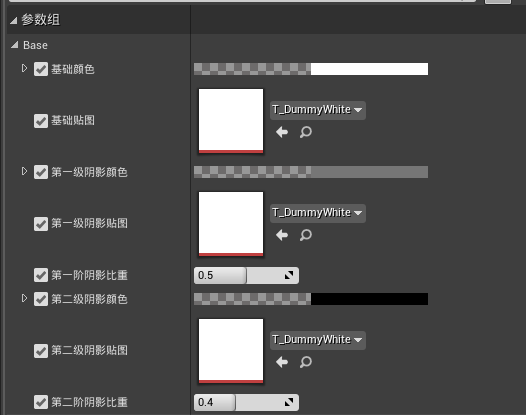 参数组
Base
基础颜色
基础贴图
T_DummyWhite
第一级阴影颜色
第一级阴影贴图
T_DummyWhite
第一阶阴影比重
0.5
第二级阴影颜色
第二级阴影贴图
T_DummyWhite
第二阶阴影比重
0.4